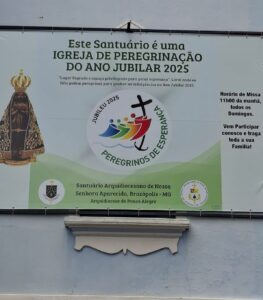 Este Santuário é uma
IGREJA DE PEREGRINAÇÃO
DO ANO JUBILAR 2025
JUBILEU 2025
PEREGRINOS DE ESPERANÇA
Horário de Missa
11h00 da manhã,
todos os
Domingos.
Vem Participar
conosco e traga
toda a sua
Família!
Santuário Arquidiocesano de Nossa
Senhora Aparecida, Brazópolis - MG
Arquidiocese de Pouso Alegre